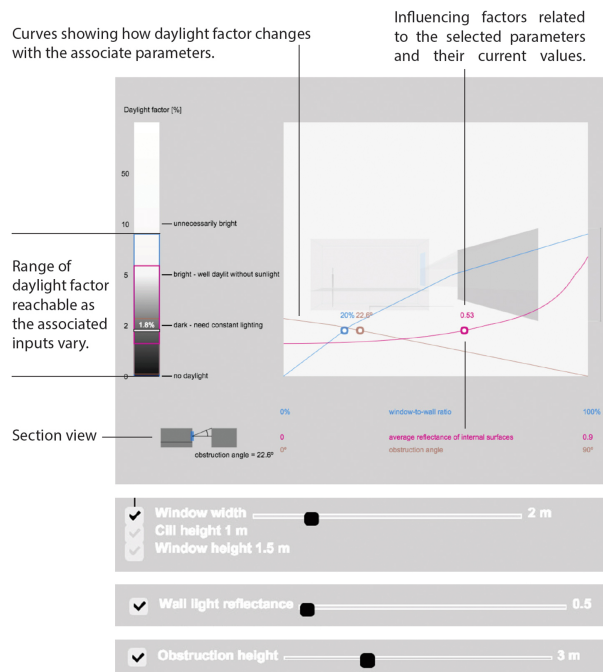 Curves showing how daylight factor changes
with the associate parameters.
Influencing factors related
to the selected parameters
and their current values.
Daylight factor [%]
50
10
unnecessarily bright
5
bright - well daylit without sunlight
2
1.8%
dark - need constant lighting
0
no daylight
Range of
daylight factor
reachable as
the associated
inputs vary.
20%
22.6º
0.53
0%
window-to-wall ratio
100%
0
average reflectance of internal surfaces
0.9
0º
obstruction angle
90º
Section view
obstruction angle = 22.6º
Window width
2 m
Cill height 1 m
Window height 1.5 m
Wall light reflectance
0.5
Obstruction height
3 m